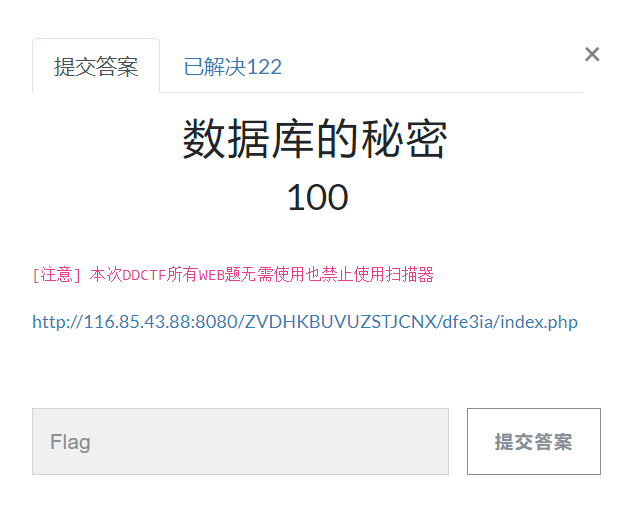 提交答案
已解决122
×
数据库的秘密
100
[注意] 本次DDCTF所有WEB题无需使用也禁止使用扫描器
http://116.85.43.88:8080/ZVDHKBUVUZSTJCNX/dfe3ia/index.php
Flag
提交答案